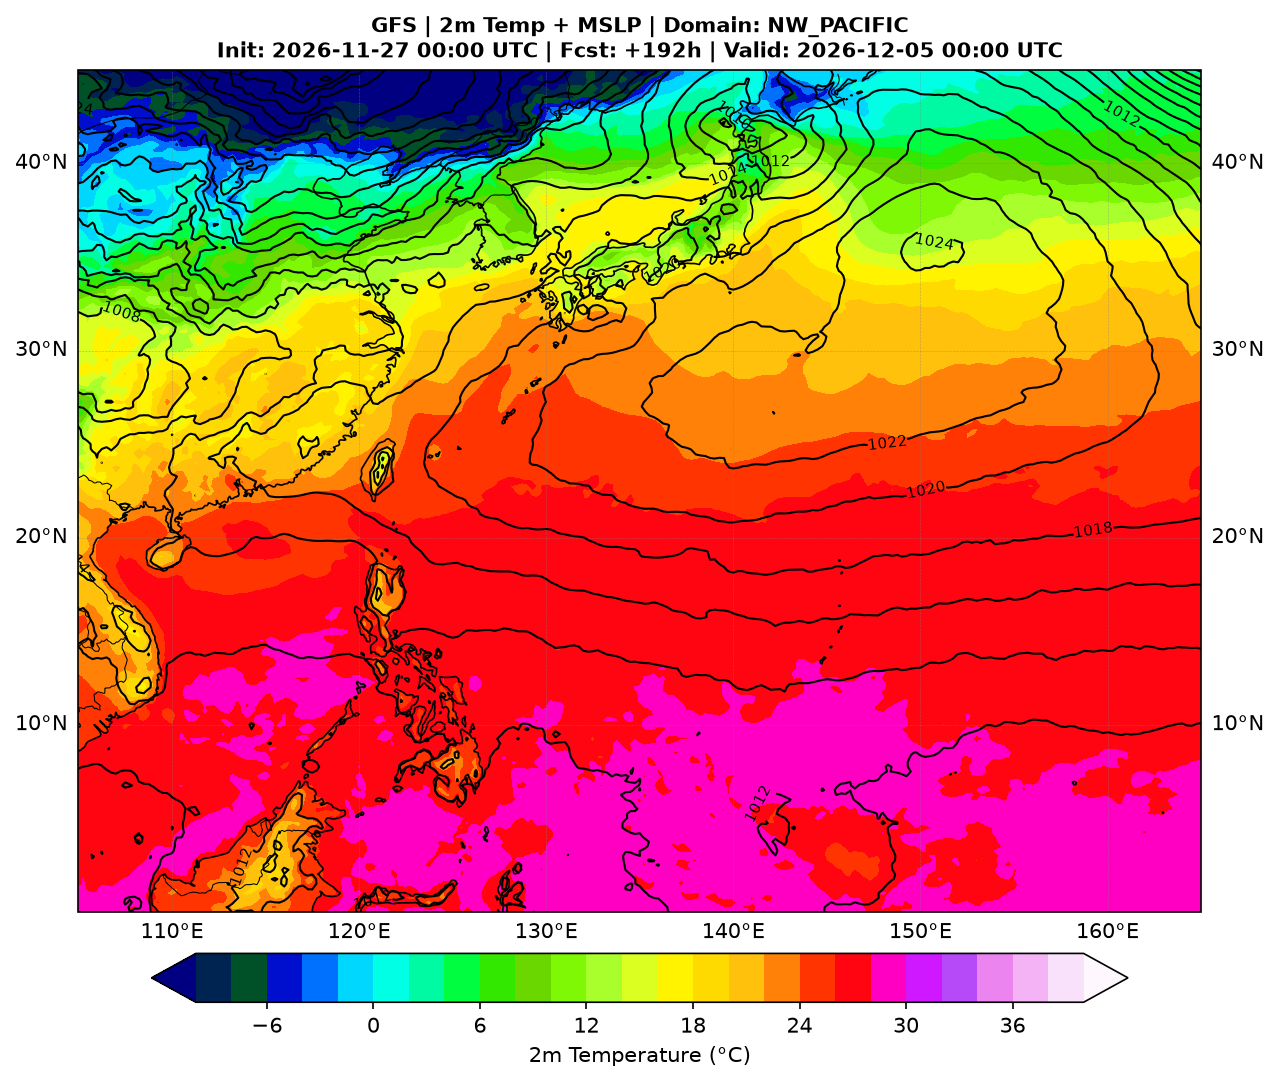 GFS | 2m Temp + MSLP | Domain: NW_PACIFIC
Init: 2026-11-27 00:00 UTC | Fcst: +192h | Valid: 2026-12-05 00:00 UTC
1012
1012
1014
40°N
40°N
1024
1008
30°N
30°N
1022
1020
20°N
1018
20°N
10°N
10°N
1012
1012
110°E
120°E
130°E
140°E
150°E
160°E
−6
0
6
12
18
24
30
36
2m Temperature (°C)